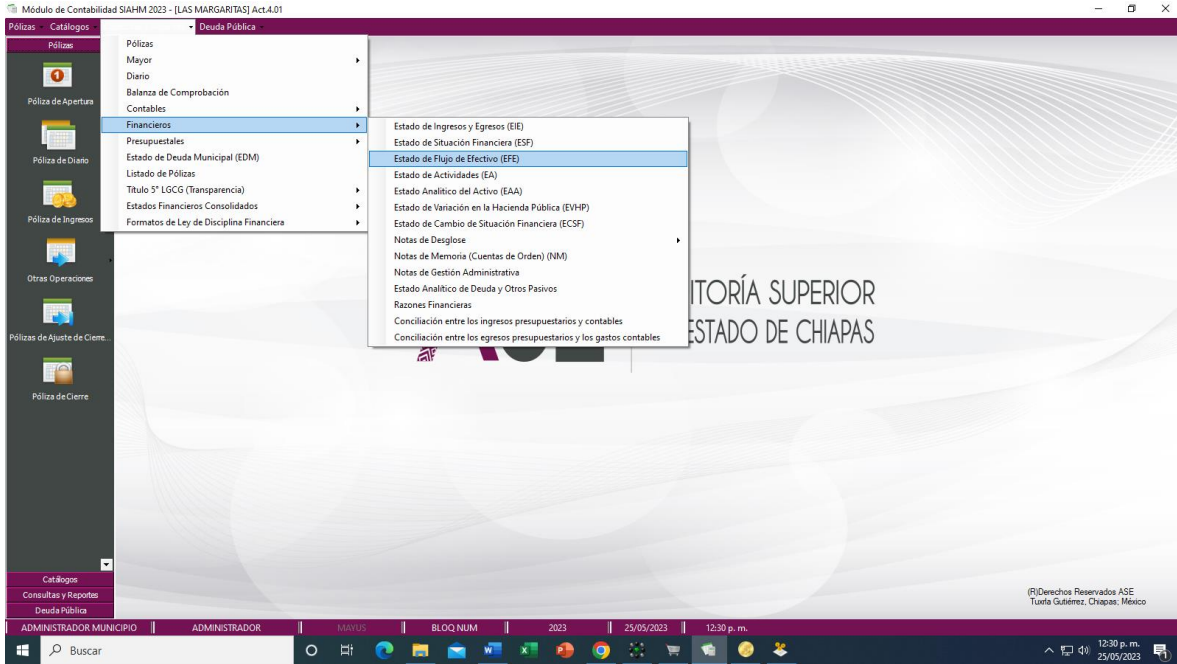 Módulo de Contabilidad SIAHM 2023 - [LAS MARGARITAS] Act.4.01
Pólizas Catálogos Deuda Pública
Pólizas
Póliza de Apertura
Póliza de Diario
Póliza de Ingresos
Otras Operaciones
Pólizas de Ajuste de Cierre...
Póliza de Cierre
Catálogos
Consultas y Reportes
Deuda Pública
Pólizas
Mayor
Diario
Balanza de Comprobación
Contables
Financieros
Presupuestales
Estado de Deuda Municipal (EDM)
Listado de Pólizas
Título 5° LGCG (Transparencia)
Estados Financieros Consolidados
Formatos de Ley de Disciplina Financiera
Estado de Ingresos y Egresos (EIE)
Estado de Situación Financiera (ESF)
Estado de Flujo de Efectivo (EFE)
Estado de Actividades (EA)
Estado Analitico del Activo (EAA)
Estado de Variación en la Hacienda Pública (EVHP)
Estado de Cambio de Situación Financiera (ECSF)
Notas de Desglose
Notas de Memoria (Cuentas de Orden) (NM)
Notas de Gestión Administrativa
Estado Analítico de Deuda y Otros Pasivos
Razones Financieras
Conciliación entre los ingresos presupuestarios y contables
Conciliación entre los egresos presupuestarios y los gastos contables
ITORÍA SUPERIOR
ESTADO DE CHIAPAS
(R)Derechos Reservados ASE
Tuxtla Gutiérrez, Chiapas; México
ADMINISTRADOR MUNICIPIO ADMINISTRADOR MAYUS BLOQ NUM 2023 25/05/2023 12:30 p. m.
Buscar
12:30 p. m.
25/05/2023